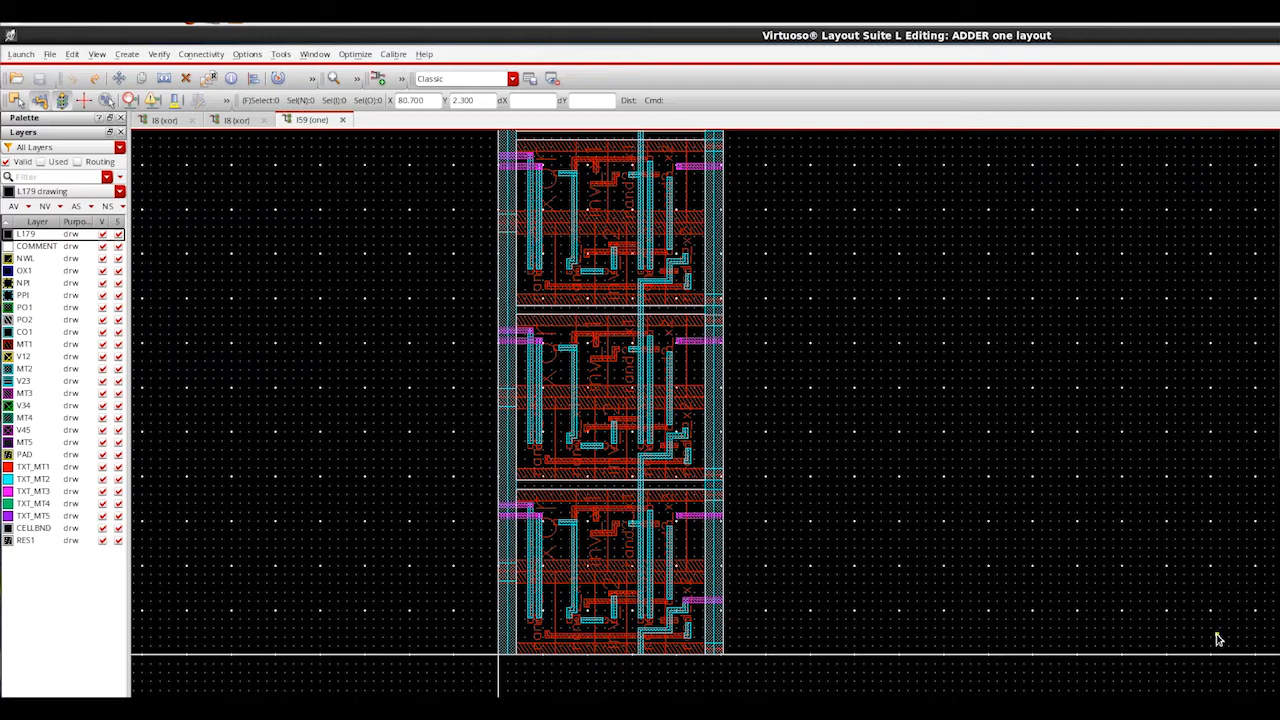 Virtuoso® Layout Suite L Editing: ADDER one layout
Launch File Edit View Create Verify Connectivity Options Tools Window Optimize Calibre Help
» » » Classic
» (F)Select:0 Sel(N):0 Sel(I):0 Sel(O):0 X 80.700 Y 2.300 dX dY Dist: Cmd:
Palette ?
I8 (xor) I8 (xor) I59 (one)
Layers
All Layers
Valid Used Routing
Filter
L179 drawing
AV NV AS NS
Layer Purpo... V S
L179 drw
COMMENT drw
NWL drw
OX1 drw
NPI drw
PPI drw
PO1 drw
PO2 drw
CO1 drw
MT1 drw
V12 drw
MT2 drw
V23 drw
MT3 drw
V34 drw
MT4 drw
V45 drw
MT5 drw
PAD drw
TXT_MT1 drw
TXT_MT2 drw
TXT_MT3 drw
TXT_MT4 drw
TXT_MT5 drw
CELLBND drw
RES1 drw